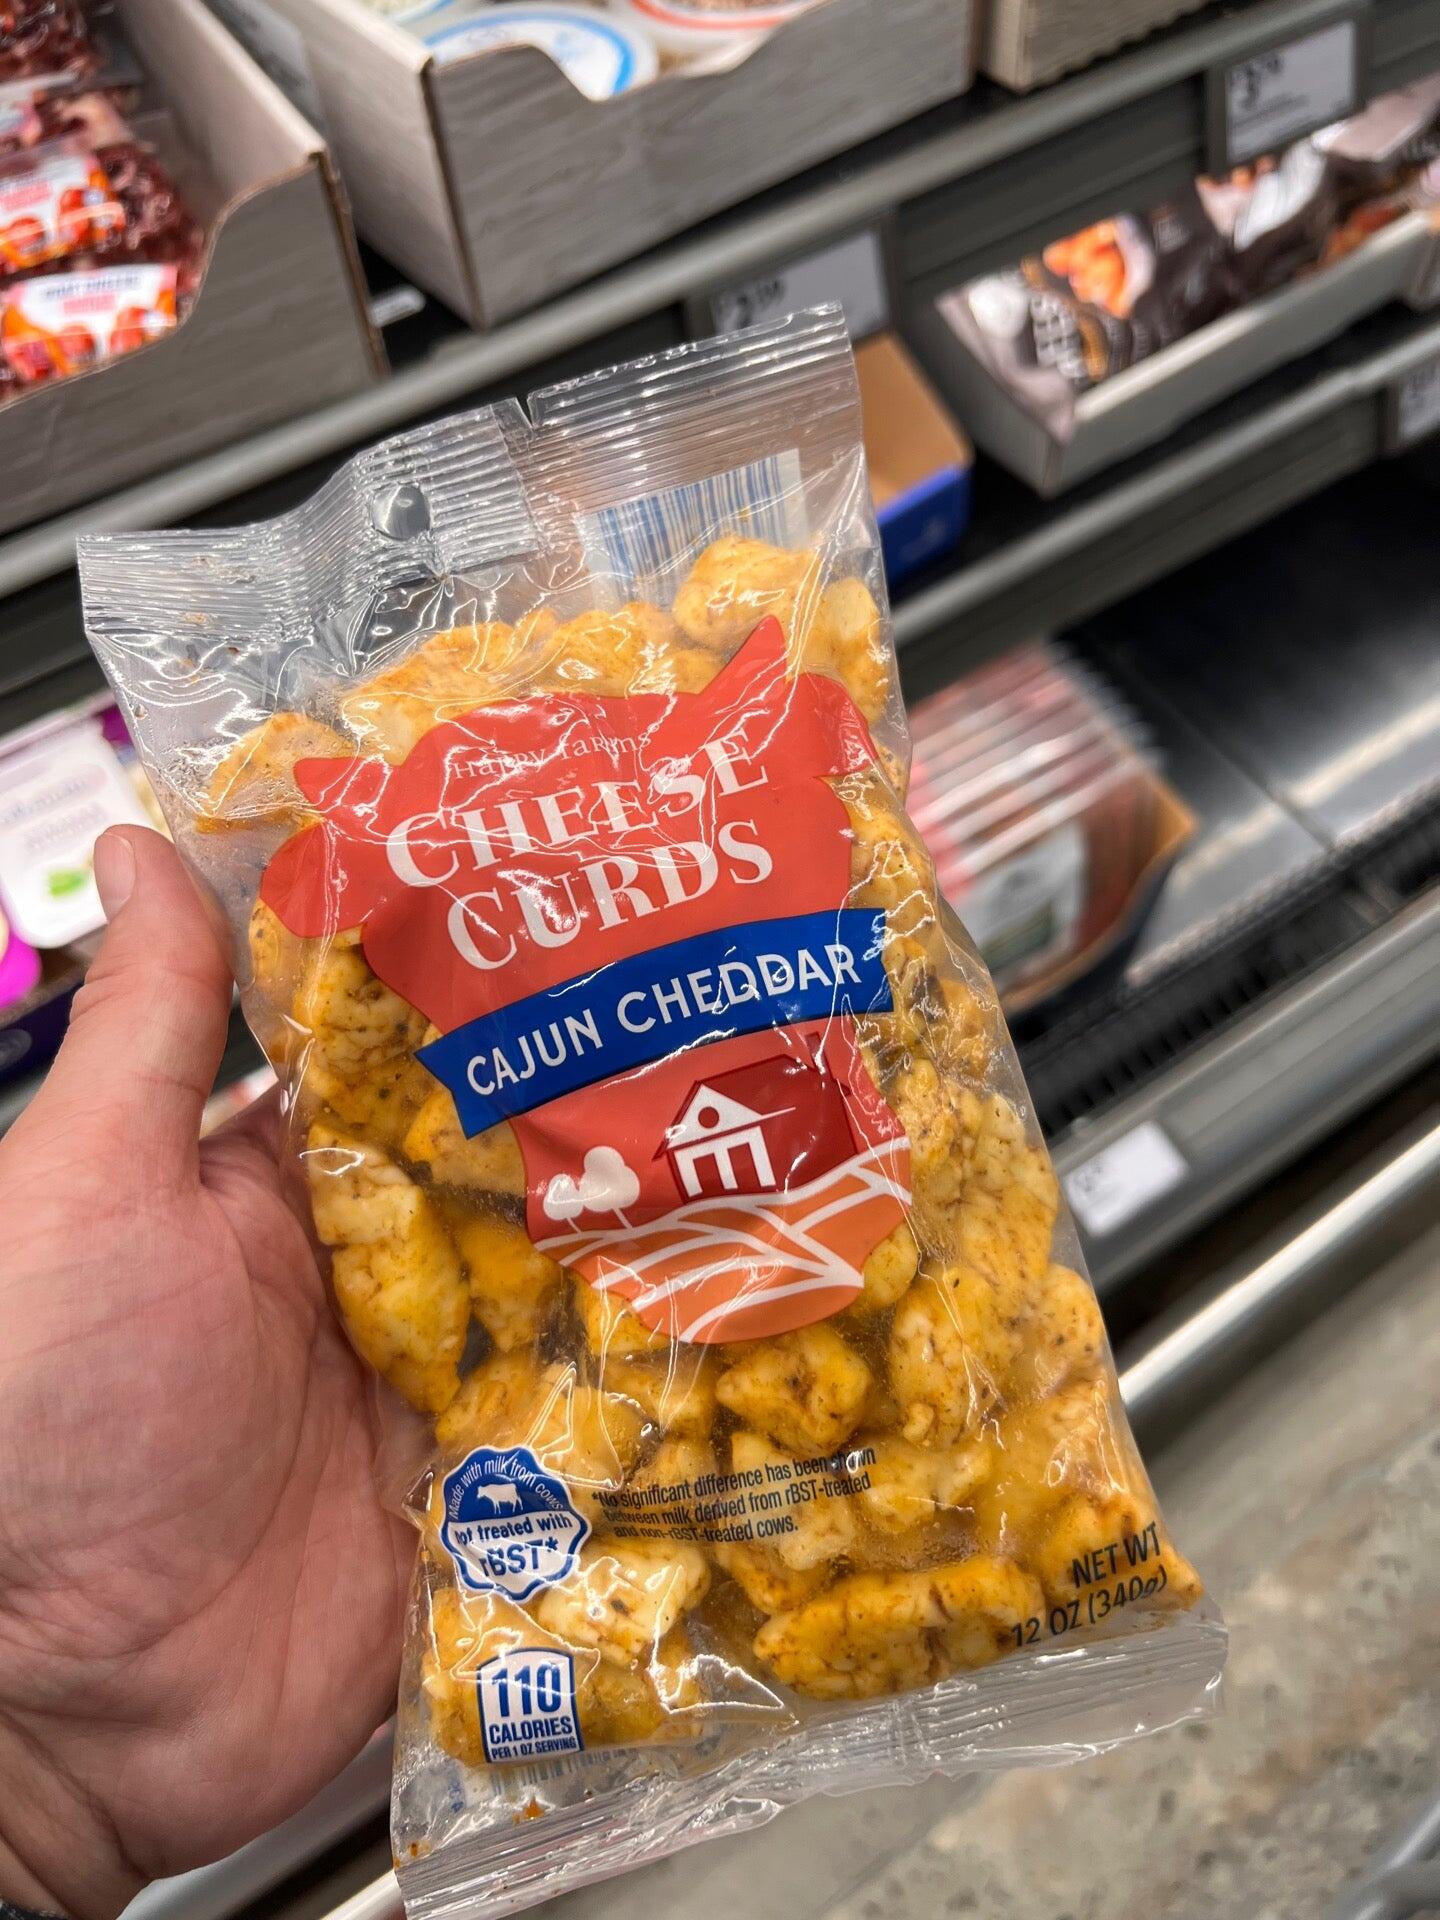 Happy Farms
CHEESE
CURDS
CAJUN CHEDDAR
Made with milk from cows
not treated with
rBST*
*No significant difference has been shown
between milk derived from rBST-treated
and non-rBST-treated cows.
NET WT
12 OZ (340g)
110
CALORIES
PER 1 OZ SERVING